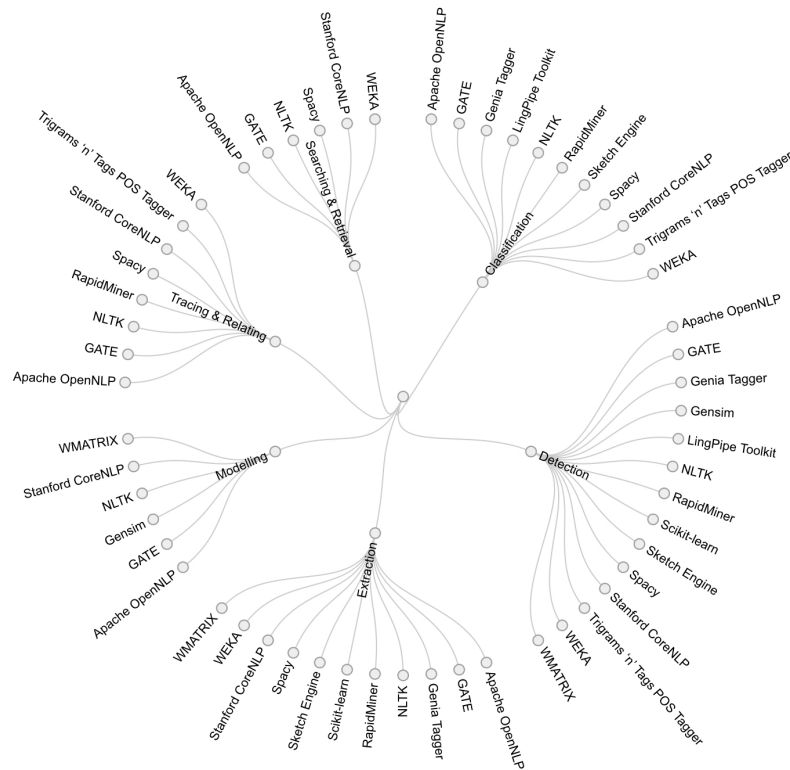 Searching & Retrieval
Apache OpenNLP
GATE
NLTK
Spacy
Stanford CoreNLP
WEKA
Classification
Apache OpenNLP
GATE
Genia Tagger
LingPipe Toolkit
NLTK
RapidMiner
Sketch Engine
Spacy
Stanford CoreNLP
Trigrams ‘n’ Tags POS Tagger
WEKA
Detection
Apache OpenNLP
GATE
Genia Tagger
Gensim
LingPipe Toolkit
NLTK
RapidMiner
Scikit-learn
Sketch Engine
Spacy
Stanford CoreNLP
Trigrams ‘n’ Tags POS Tagger
WEKA
WMATRIX
Extraction
Apache OpenNLP
GATE
Genia Tagger
NLTK
RapidMiner
Scikit-learn
Sketch Engine
Spacy
Stanford CoreNLP
WEKA
WMATRIX
Modelling
Apache OpenNLP
GATE
Gensim
NLTK
Stanford CoreNLP
WMATRIX
Tracing & Relating
Apache OpenNLP
GATE
NLTK
RapidMiner
Spacy
Stanford CoreNLP
Trigrams ‘n’ Tags POS Tagger
WEKA